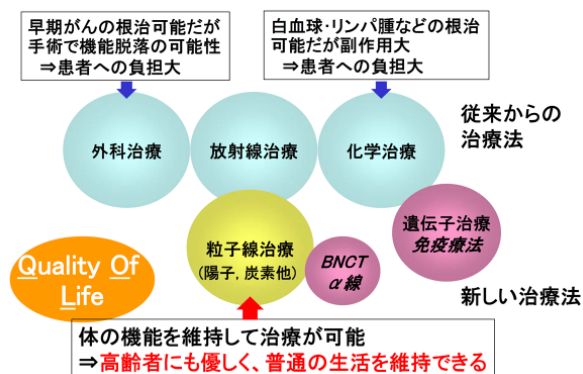 早期がんの根治可能だが
手術で機能脱落の可能性
⇒患者への負担大
白血球・リンパ腫などの根治
可能だが副作用大
⇒患者への負担大
外科治療
放射線治療
化学治療
従来からの
治療法
粒子線治療
(陽子, 炭素他)
BNCT
α線
遺伝子治療
免疫療法
新しい治療法
Quality Of
Life
体の機能を維持して治療が可能
⇒高齢者にも優しく、普通の生活を維持できる